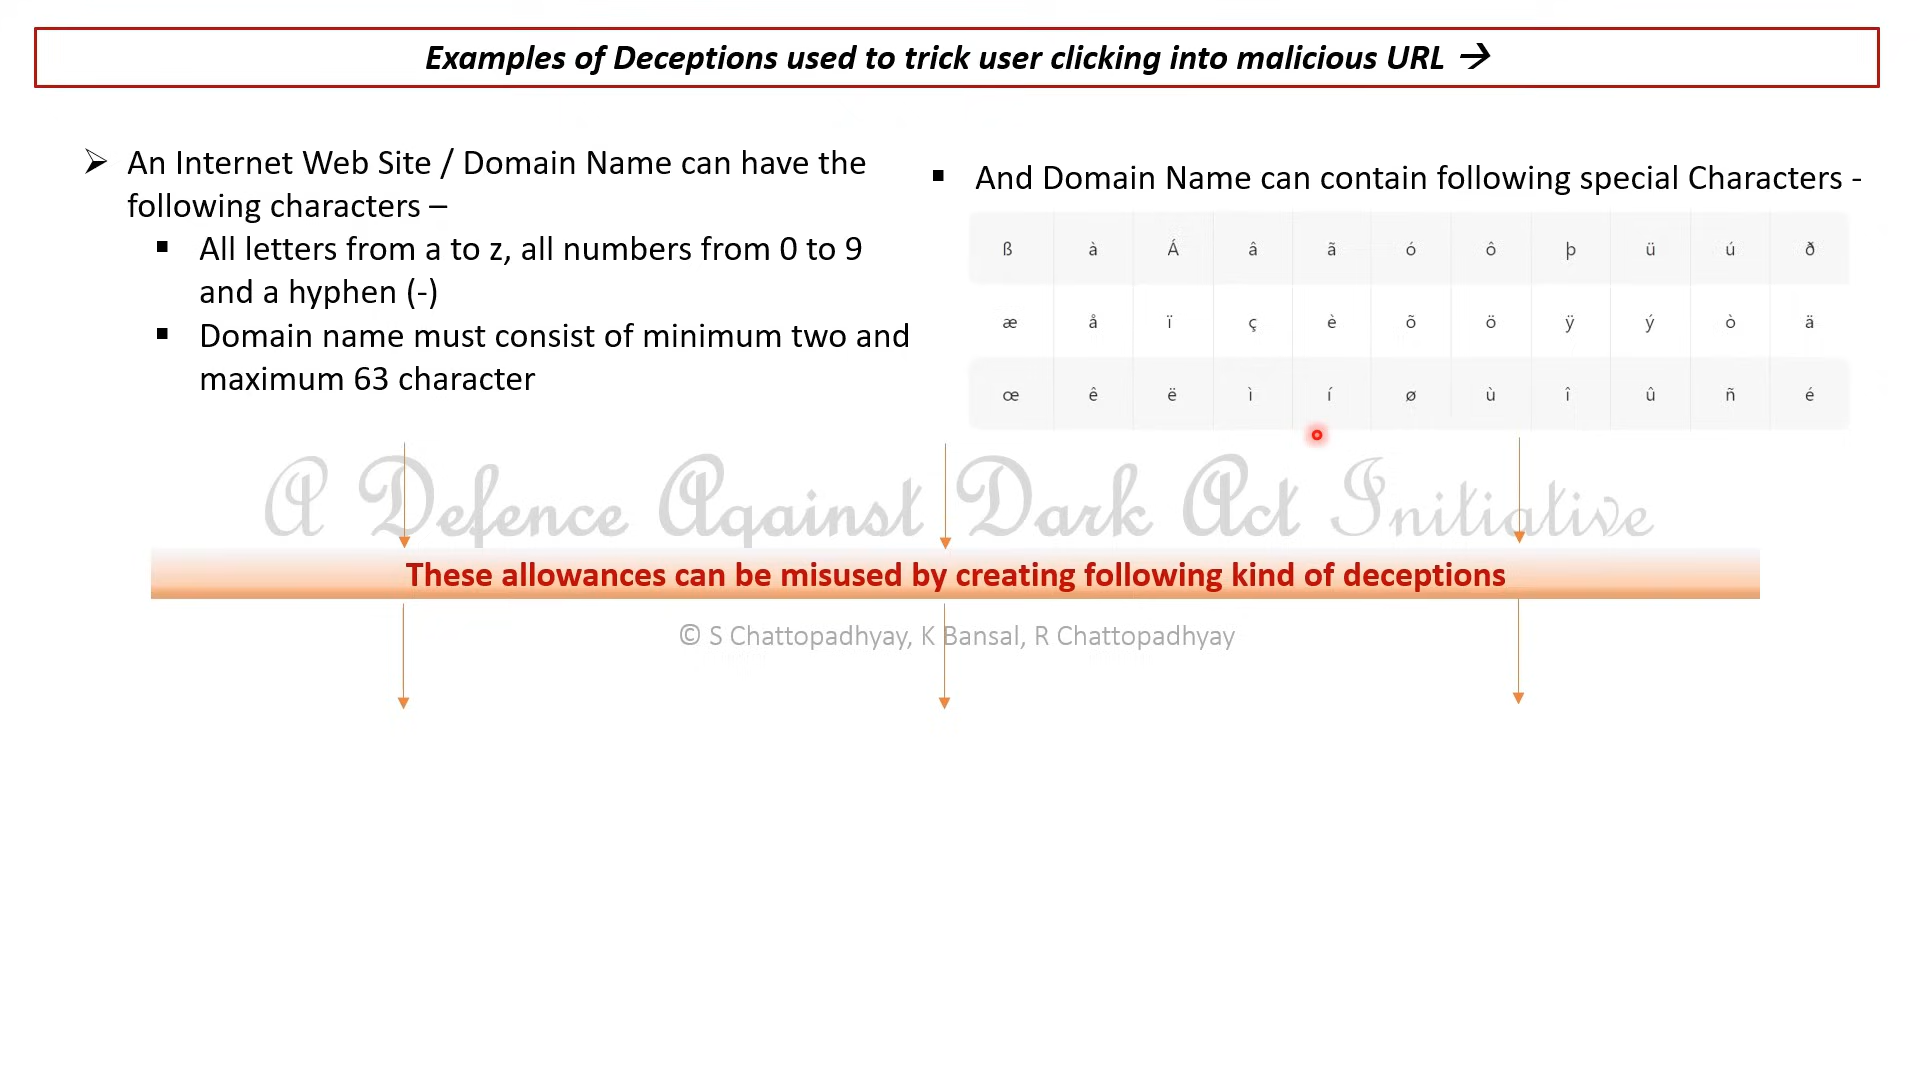 Examples of Deceptions used to trick user clicking into malicious URL →
➢ An Internet Web Site / Domain Name can have the
following characters –
▪ All letters from a to z, all numbers from 0 to 9
and a hyphen (-)
▪ Domain name must consist of minimum two and
maximum 63 character
▪ And Domain Name can contain following special Characters -
ß à Á â ã ó ô þ ü ú ð
æ å ï ç è õ ö ÿ ý ò ä
œ ê ë ì í ø ù î û ñ é
A Defence Against Dark Act Initiative
These allowances can be misused by creating following kind of deceptions
© S Chattopadhyay, K Bansal, R Chattopadhyay